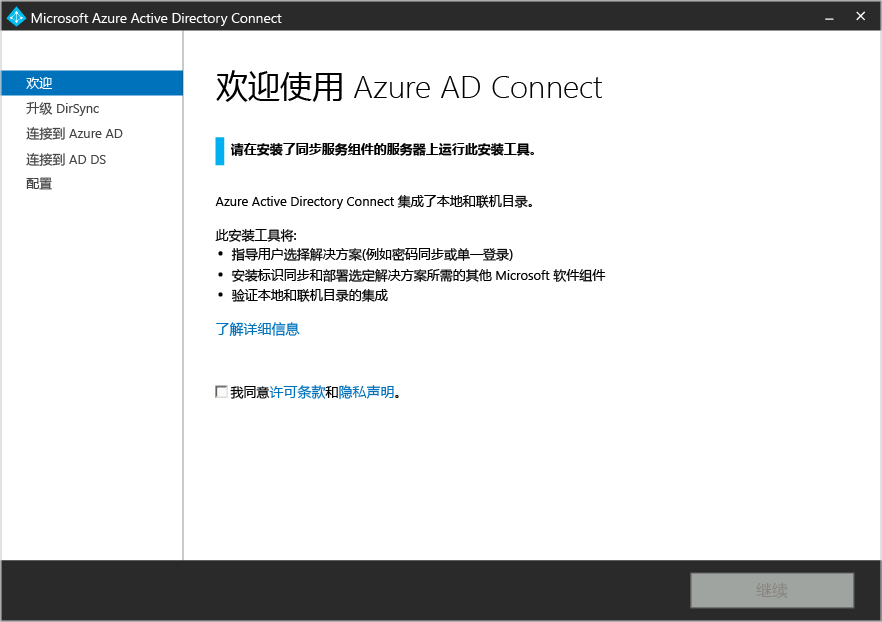 Microsoft Azure Active Directory Connect
欢迎
升级 DirSync
连接到 Azure AD
连接到 AD DS
配置
欢迎使用 Azure AD Connect
请在安装了同步服务组件的服务器上运行此安装工具。
Azure Active Directory Connect 集成了本地和联机目录。
此安装工具将:
• 指导用户选择解决方案(例如密码同步或单一登录)
• 安装标识同步和部署选定解决方案所需的其他 Microsoft 软件组件
• 验证本地和联机目录的集成
了解详细信息
我同意许可条款和隐私声明。
继续